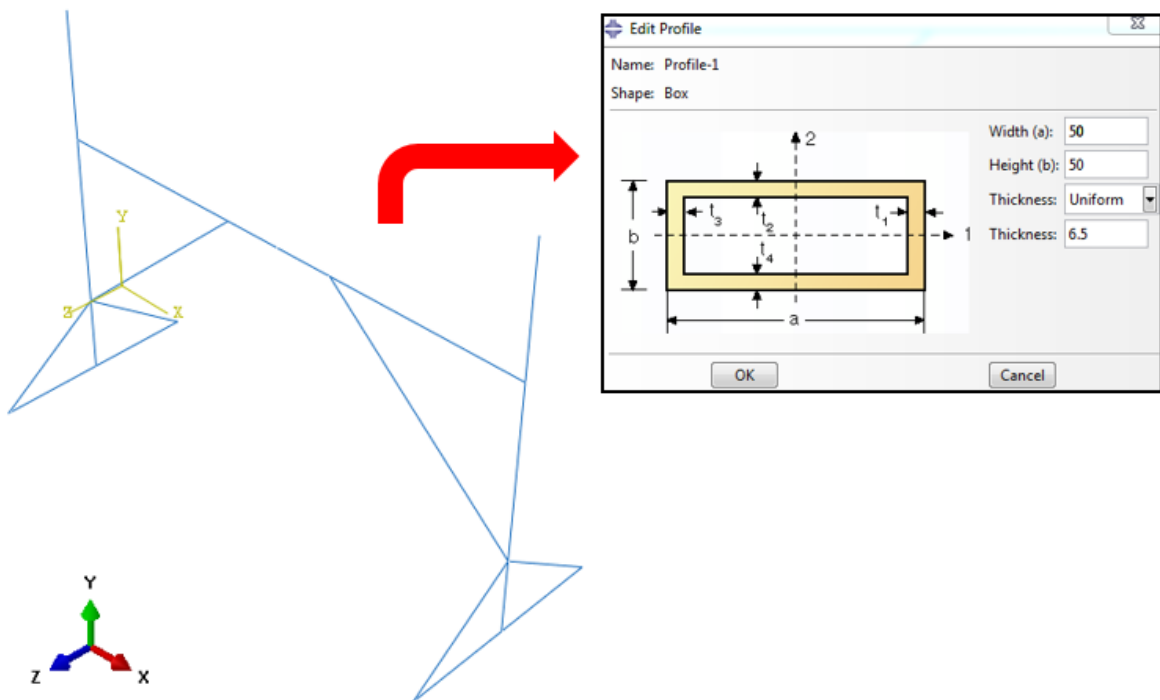 Edit Profile
Name: Profile-1
Shape: Box
Width (a): 50
Height (b): 50
Thickness: Uniform
Thickness: 6.5
2
t3
t2
t1
1
b
t4
a
OK
Cancel
Y
Z
X
Y
Z
X